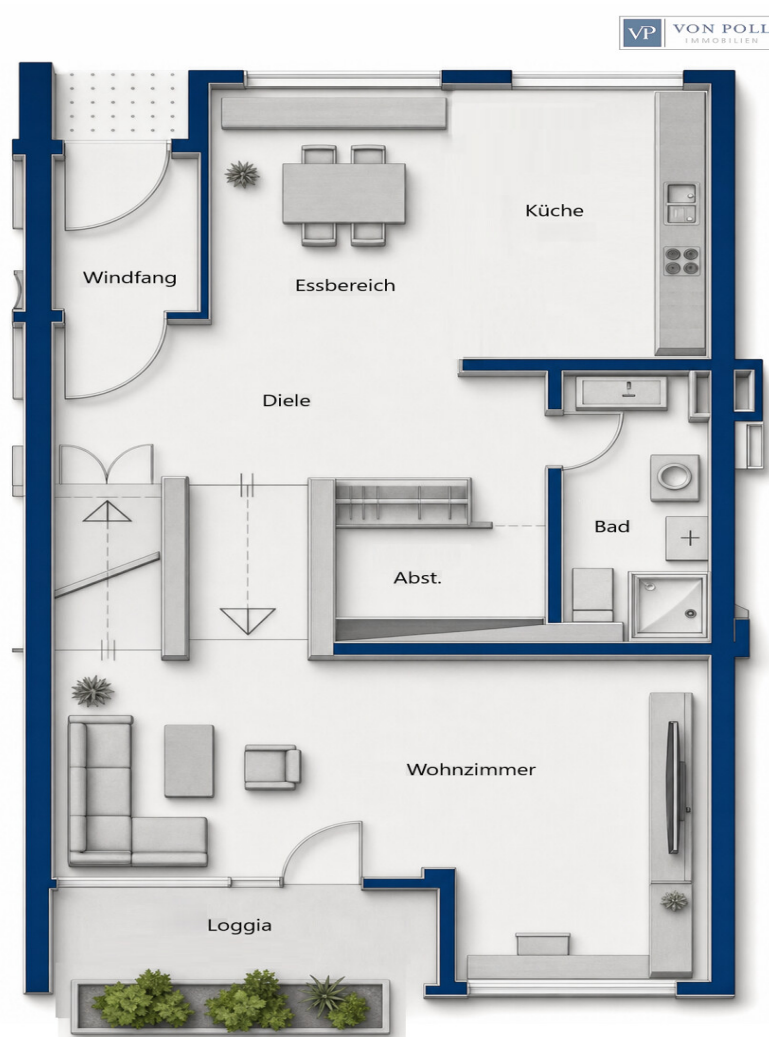 VP VON POLL
IMMOBILIEN
Küche
Windfang
Essbereich
Diele
Bad
Abst.
Wohnzimmer
Loggia